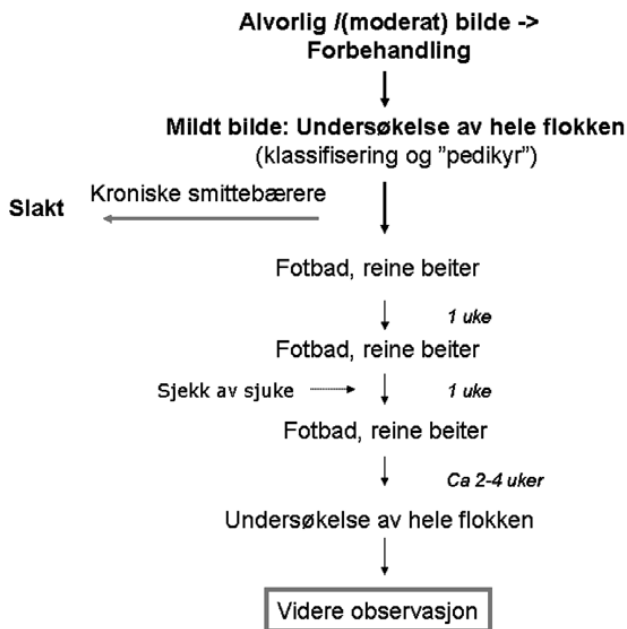 Alvorlig /(moderat) bilde ->
Forbehandling
Mildt bilde: Undersøkelse av hele flokken
(klassifisering og ”pedikyr”)
Kroniske smittebærere
Slakt
Fotbad, reine beiter
1 uke
Fotbad, reine beiter
Sjekk av sjuke
1 uke
Fotbad, reine beiter
Ca 2-4 uker
Undersøkelse av hele flokken
Videre observasjon